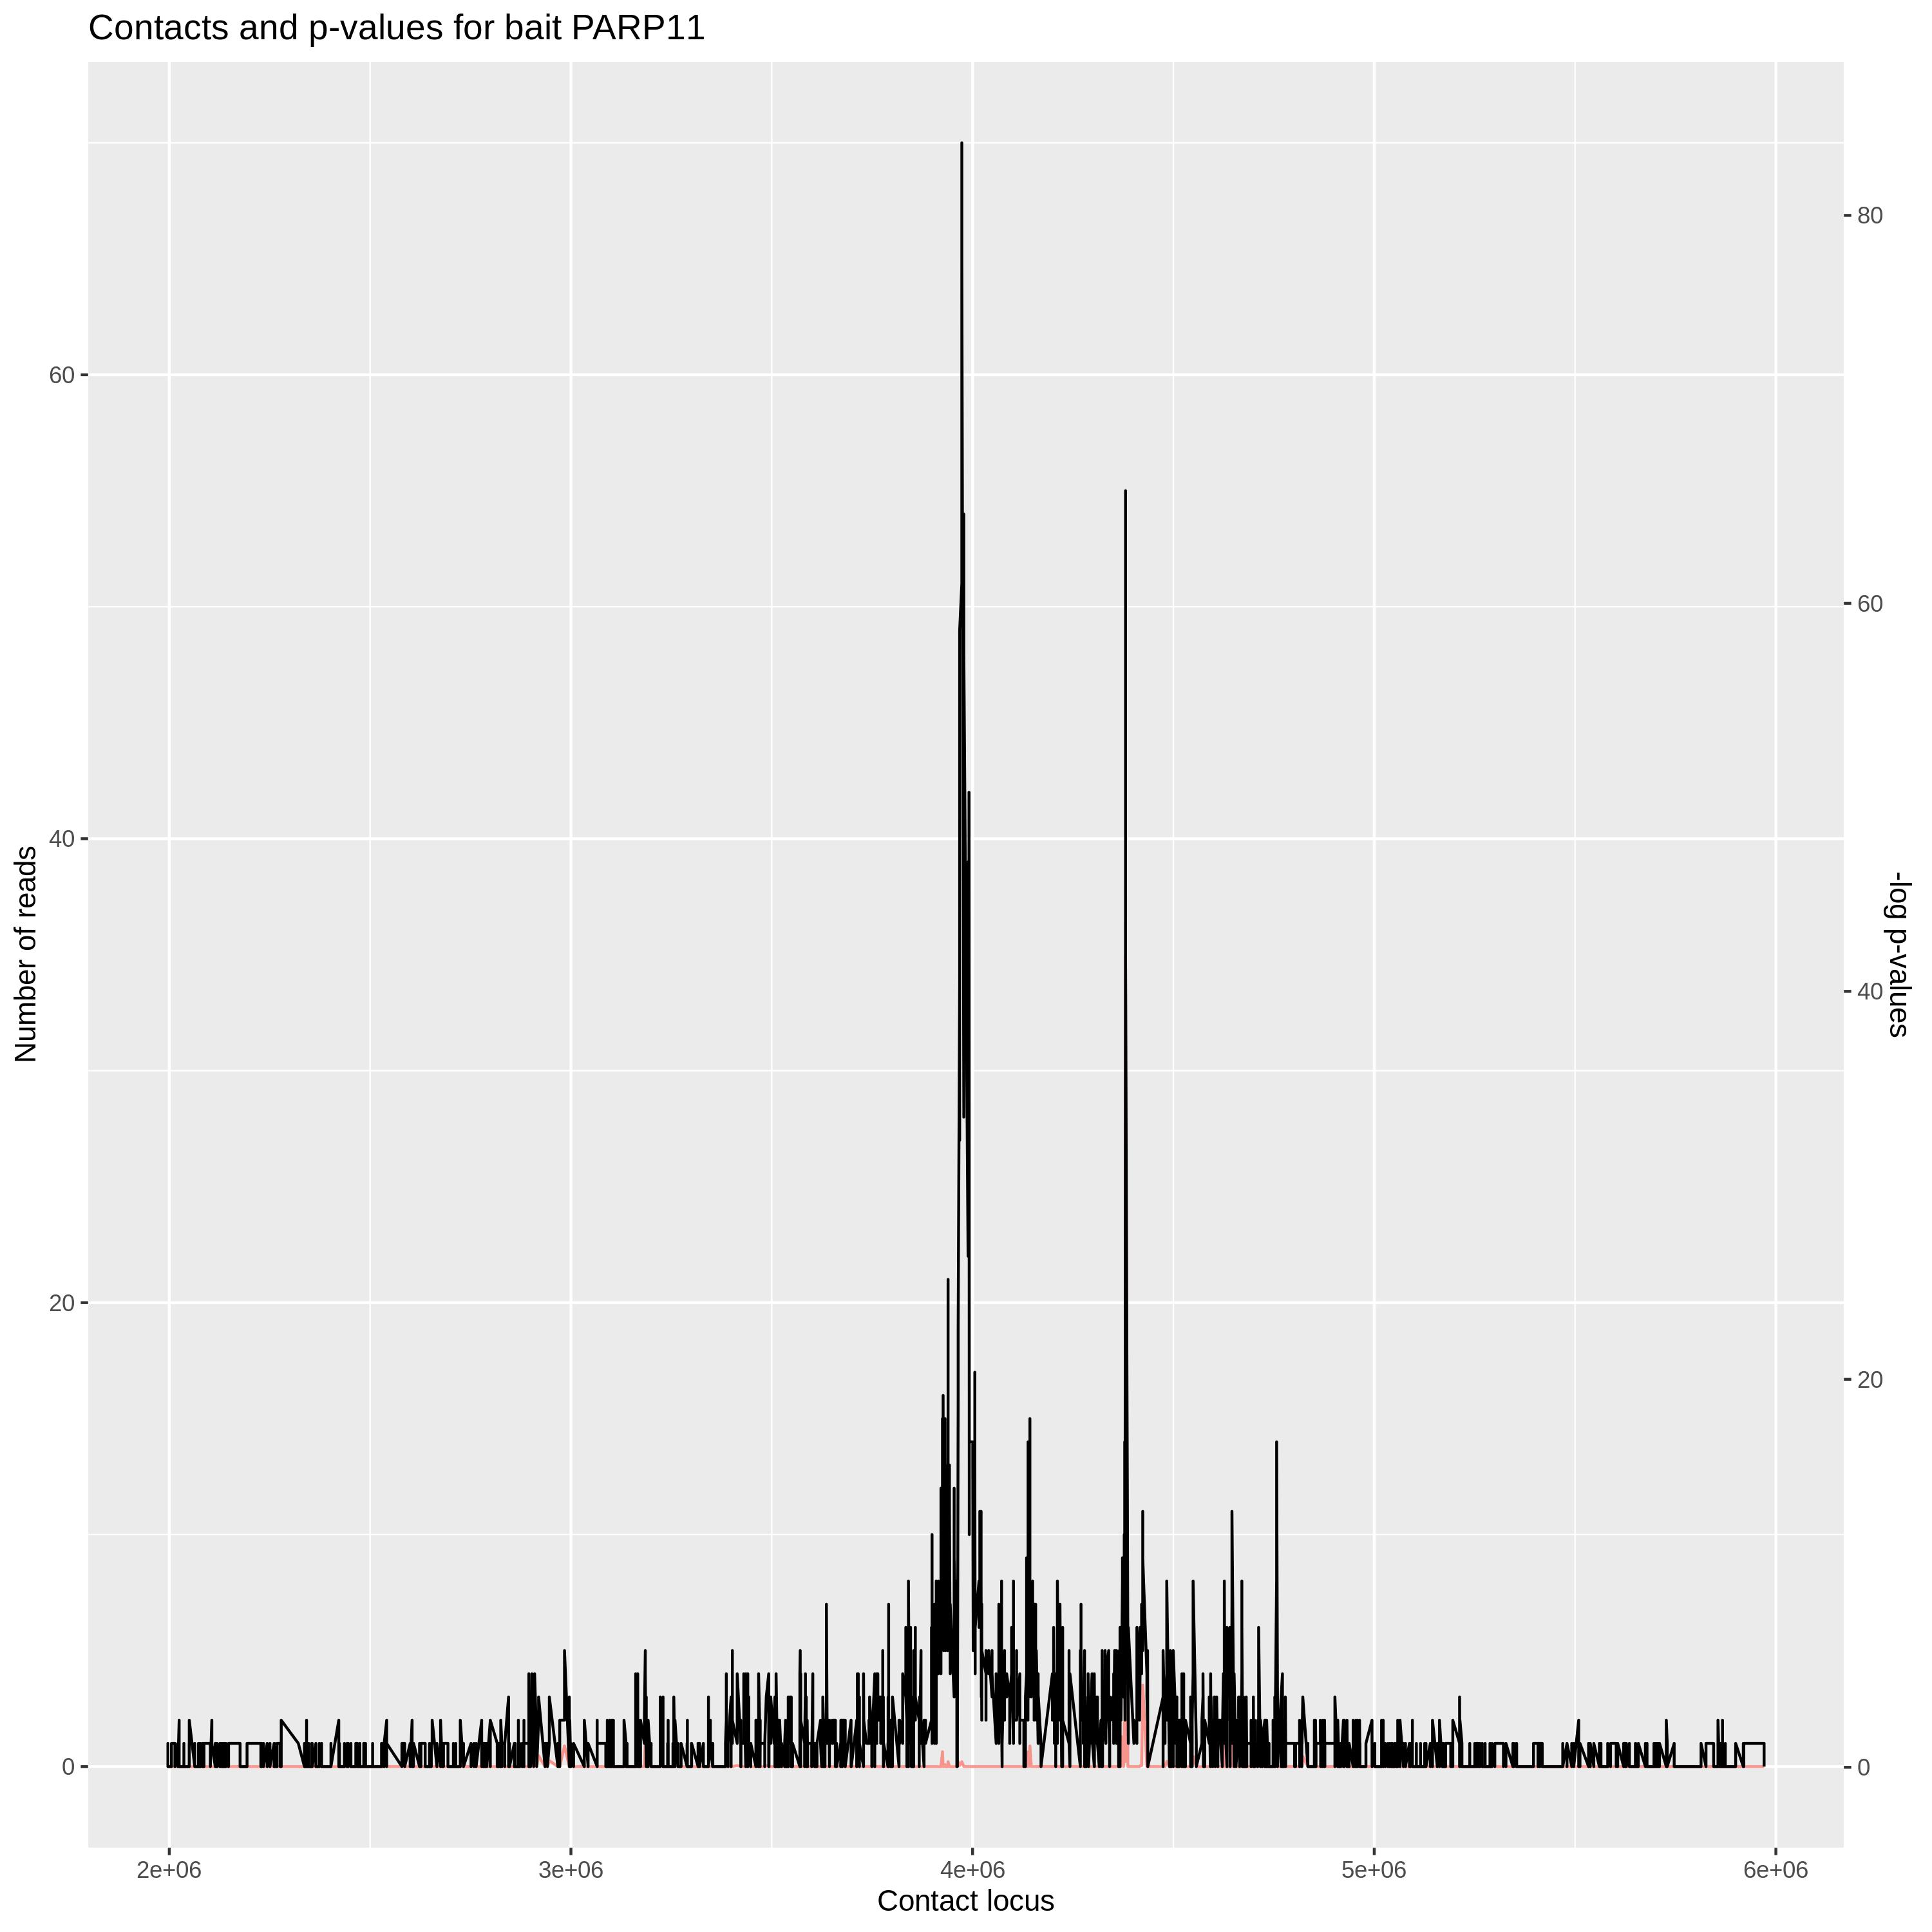 Contacts and p-values for bait PARP11
Number of reads
60
40
20
0
80
60
40
20
0
-log p-values
2e+06 3e+06 4e+06 5e+06 6e+06
Contact locus